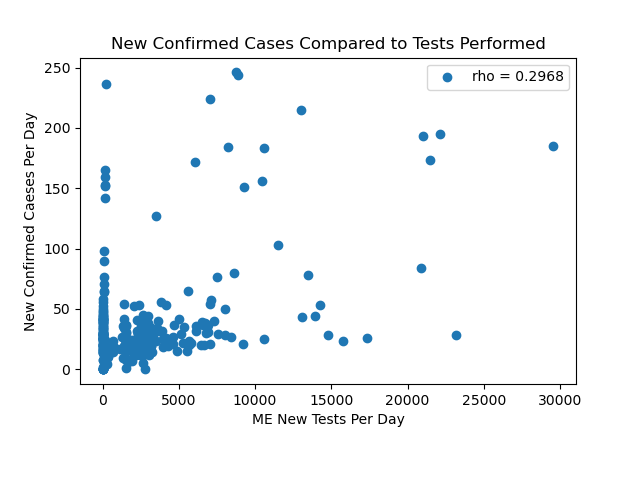 New Confirmed Cases Compared to Tests Performed
rho = 0.2968
New Confirmed Caeses Per Day
250
200
150
100
50
0
0 5000 10000 15000 20000 25000 30000
ME New Tests Per Day